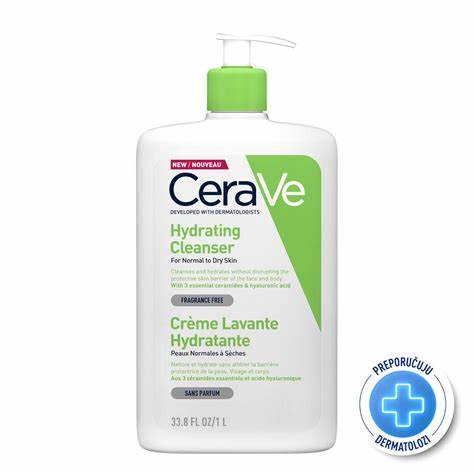 NEW / NOUVEAU
CeraVe
DEVELOPED WITH DERMATOLOGISTS
Hydrating
Cleanser
For Normal to Dry Skin
Cleanses and hydrates without disrupting the
protective skin barrier of the face and body
With 3 essential ceramides & hyaluronic acid
FRAGRANCE FREE
Crème Lavante
Hydratante
Peaux Normales à Sèches
Nettoie et hydrate sans altérer la barrière
protectrice de la peau. Visage et corps.
Aux 3 céramides essentiels et acide hyaluronique
SANS PARFUM
33.8 FL OZ/1 L
PREPORUČUJU
DERMATOLOZI